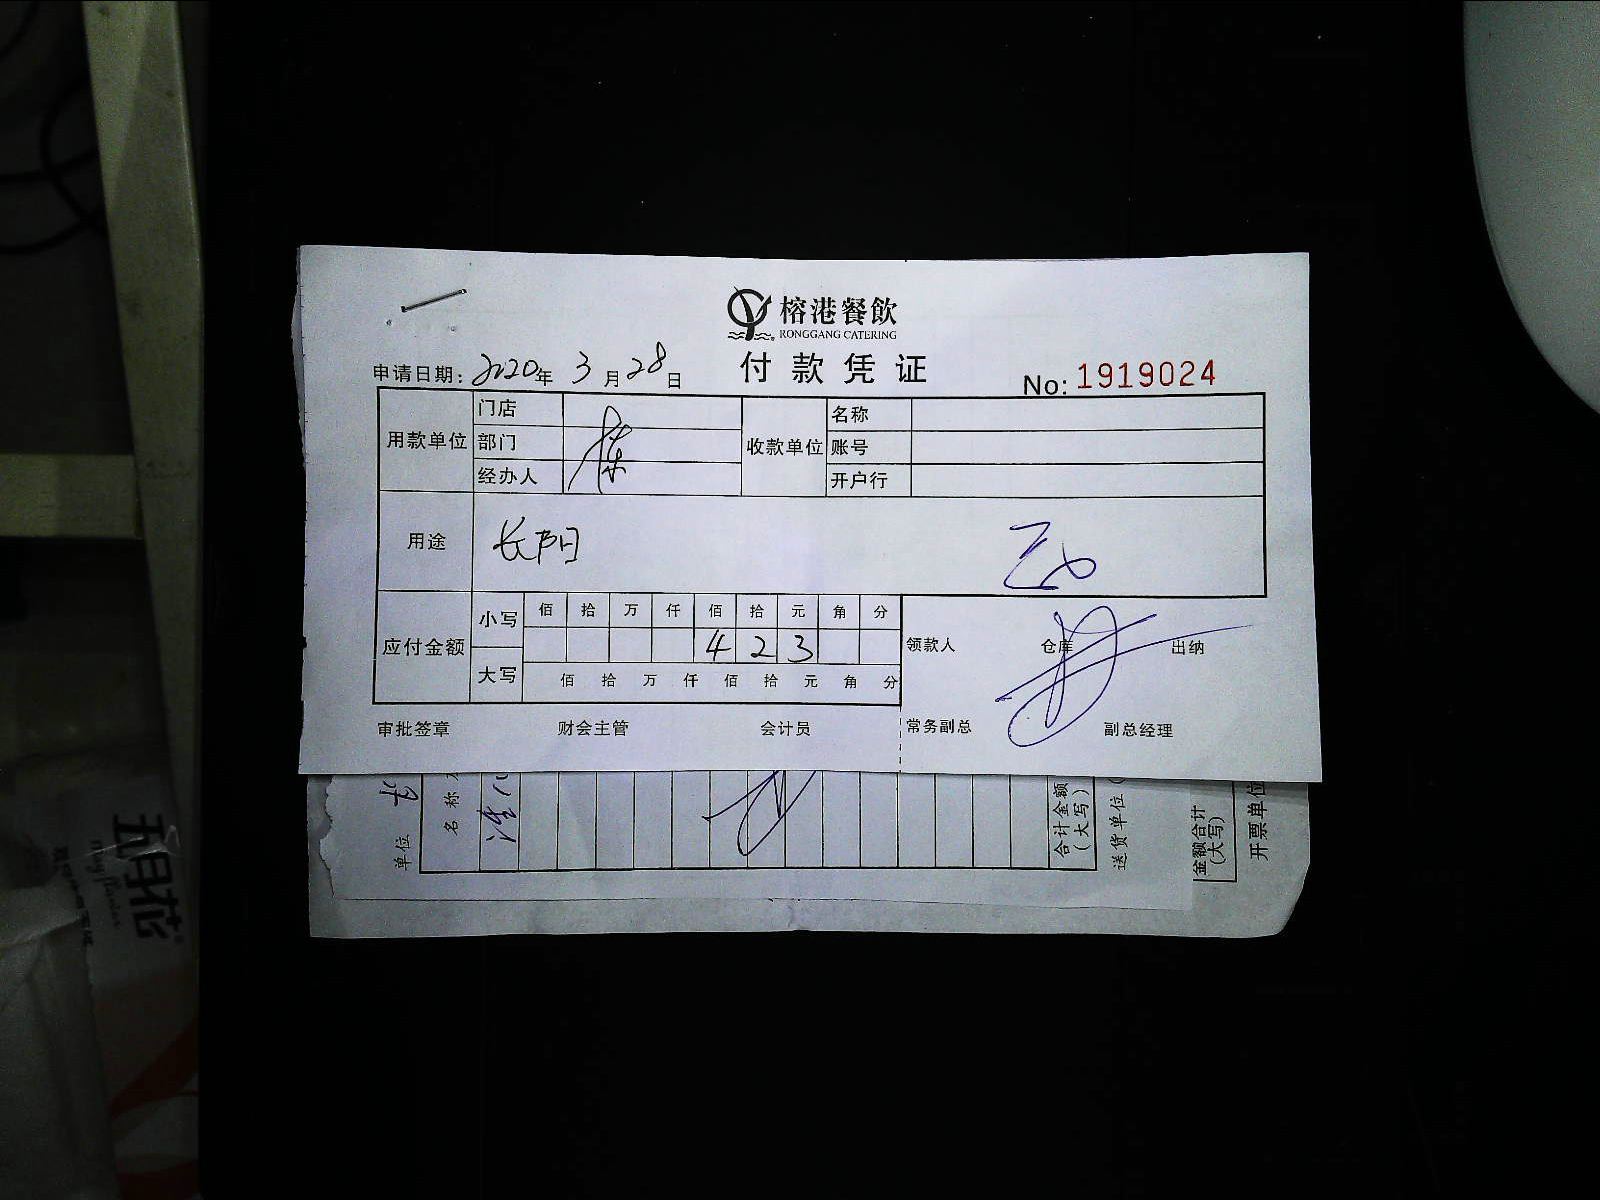 榕港餐飲
RONGGANG CATERING
付款凭证
申请日期: 2020年 3月 28日
No: 1919024
用款单位 门店 收款单位 名称
部门 账号
经办人 开户行
用途 长阳
应付金额 小写 佰 拾 万 仟 佰 拾 元 角 分
4 2 3
领款人 仓库 出纳
大写 佰 拾 万 仟 佰 拾 元 角 分
审批签章 财会主管 会计员 常务副总 副总经理
单位
名称
合计金额
(大写)
送货单位
金额合计
(大写)
开票单位
五月花